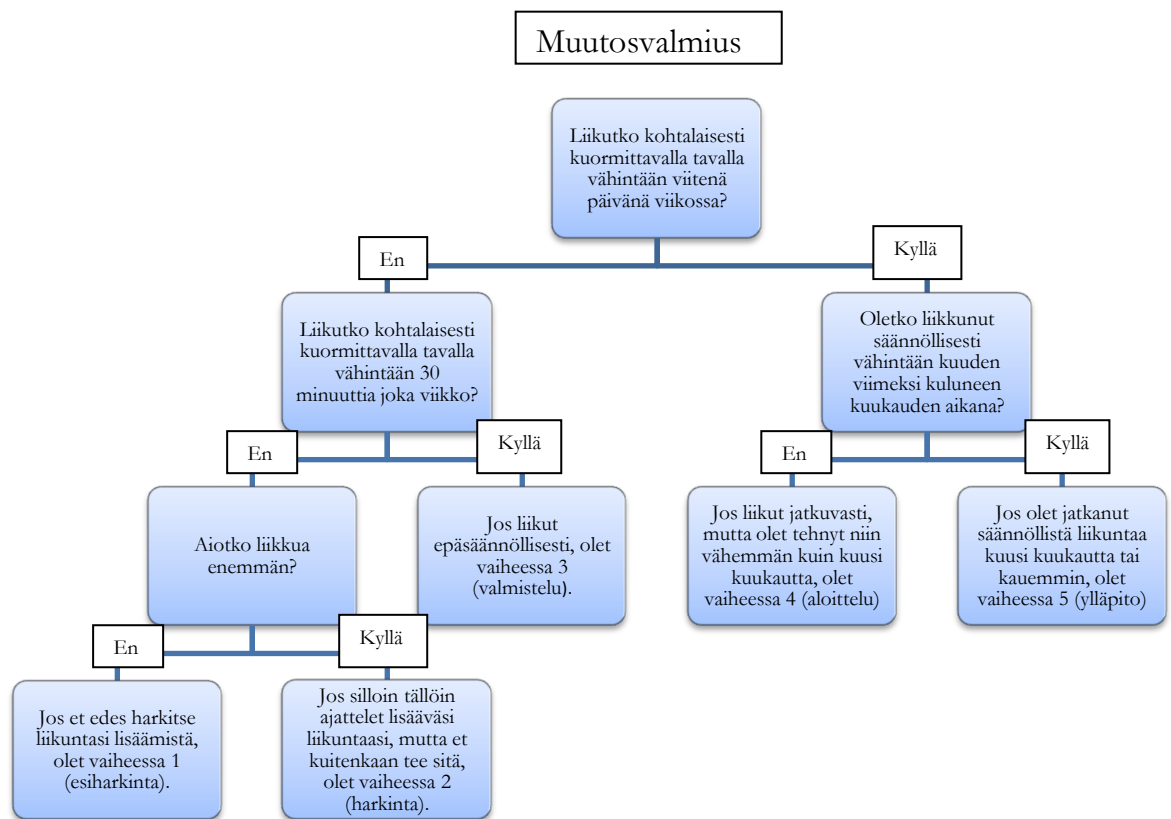 Muutosvalmius
Liikutko kohtalaisesti
kuormittavalla tavalla
vähintään viitenä
päivänä viikossa?
En
Kyllä
Liikutko kohtalaisesti
kuormittavalla tavalla
vähintään 30
minuuttia joka viikko?
Oletko liikkunut
säännöllisesti
vähintään kuuden
viimeksi kuluneen
kuukauden aikana?
En
Kyllä
En
Kyllä
Aiotko liikkua
enemmän?
Jos liikut
epäsäännöllisesti, olet
vaiheessa 3
(valmistelu).
Jos liikut jatkuvasti,
mutta olet tehnyt niin
vähemmän kuin kuusi
kuukautta, olet
vaiheessa 4 (aloittelu)
Jos olet jatkanut
säännöllistä liikuntaa
kuusi kuukautta tai
kauemmin, olet
vaiheessa 5 (ylläpito)
En
Kyllä
Jos et edes harkitse
liikuntasi lisäämistä,
olet vaiheessa 1
(esiharkinta).
Jos silloin tällöin
ajattelet lisääväsi
liikuntaasi, mutta et
kuitenkaan tee sitä,
olet vaiheessa 2
(harkinta).